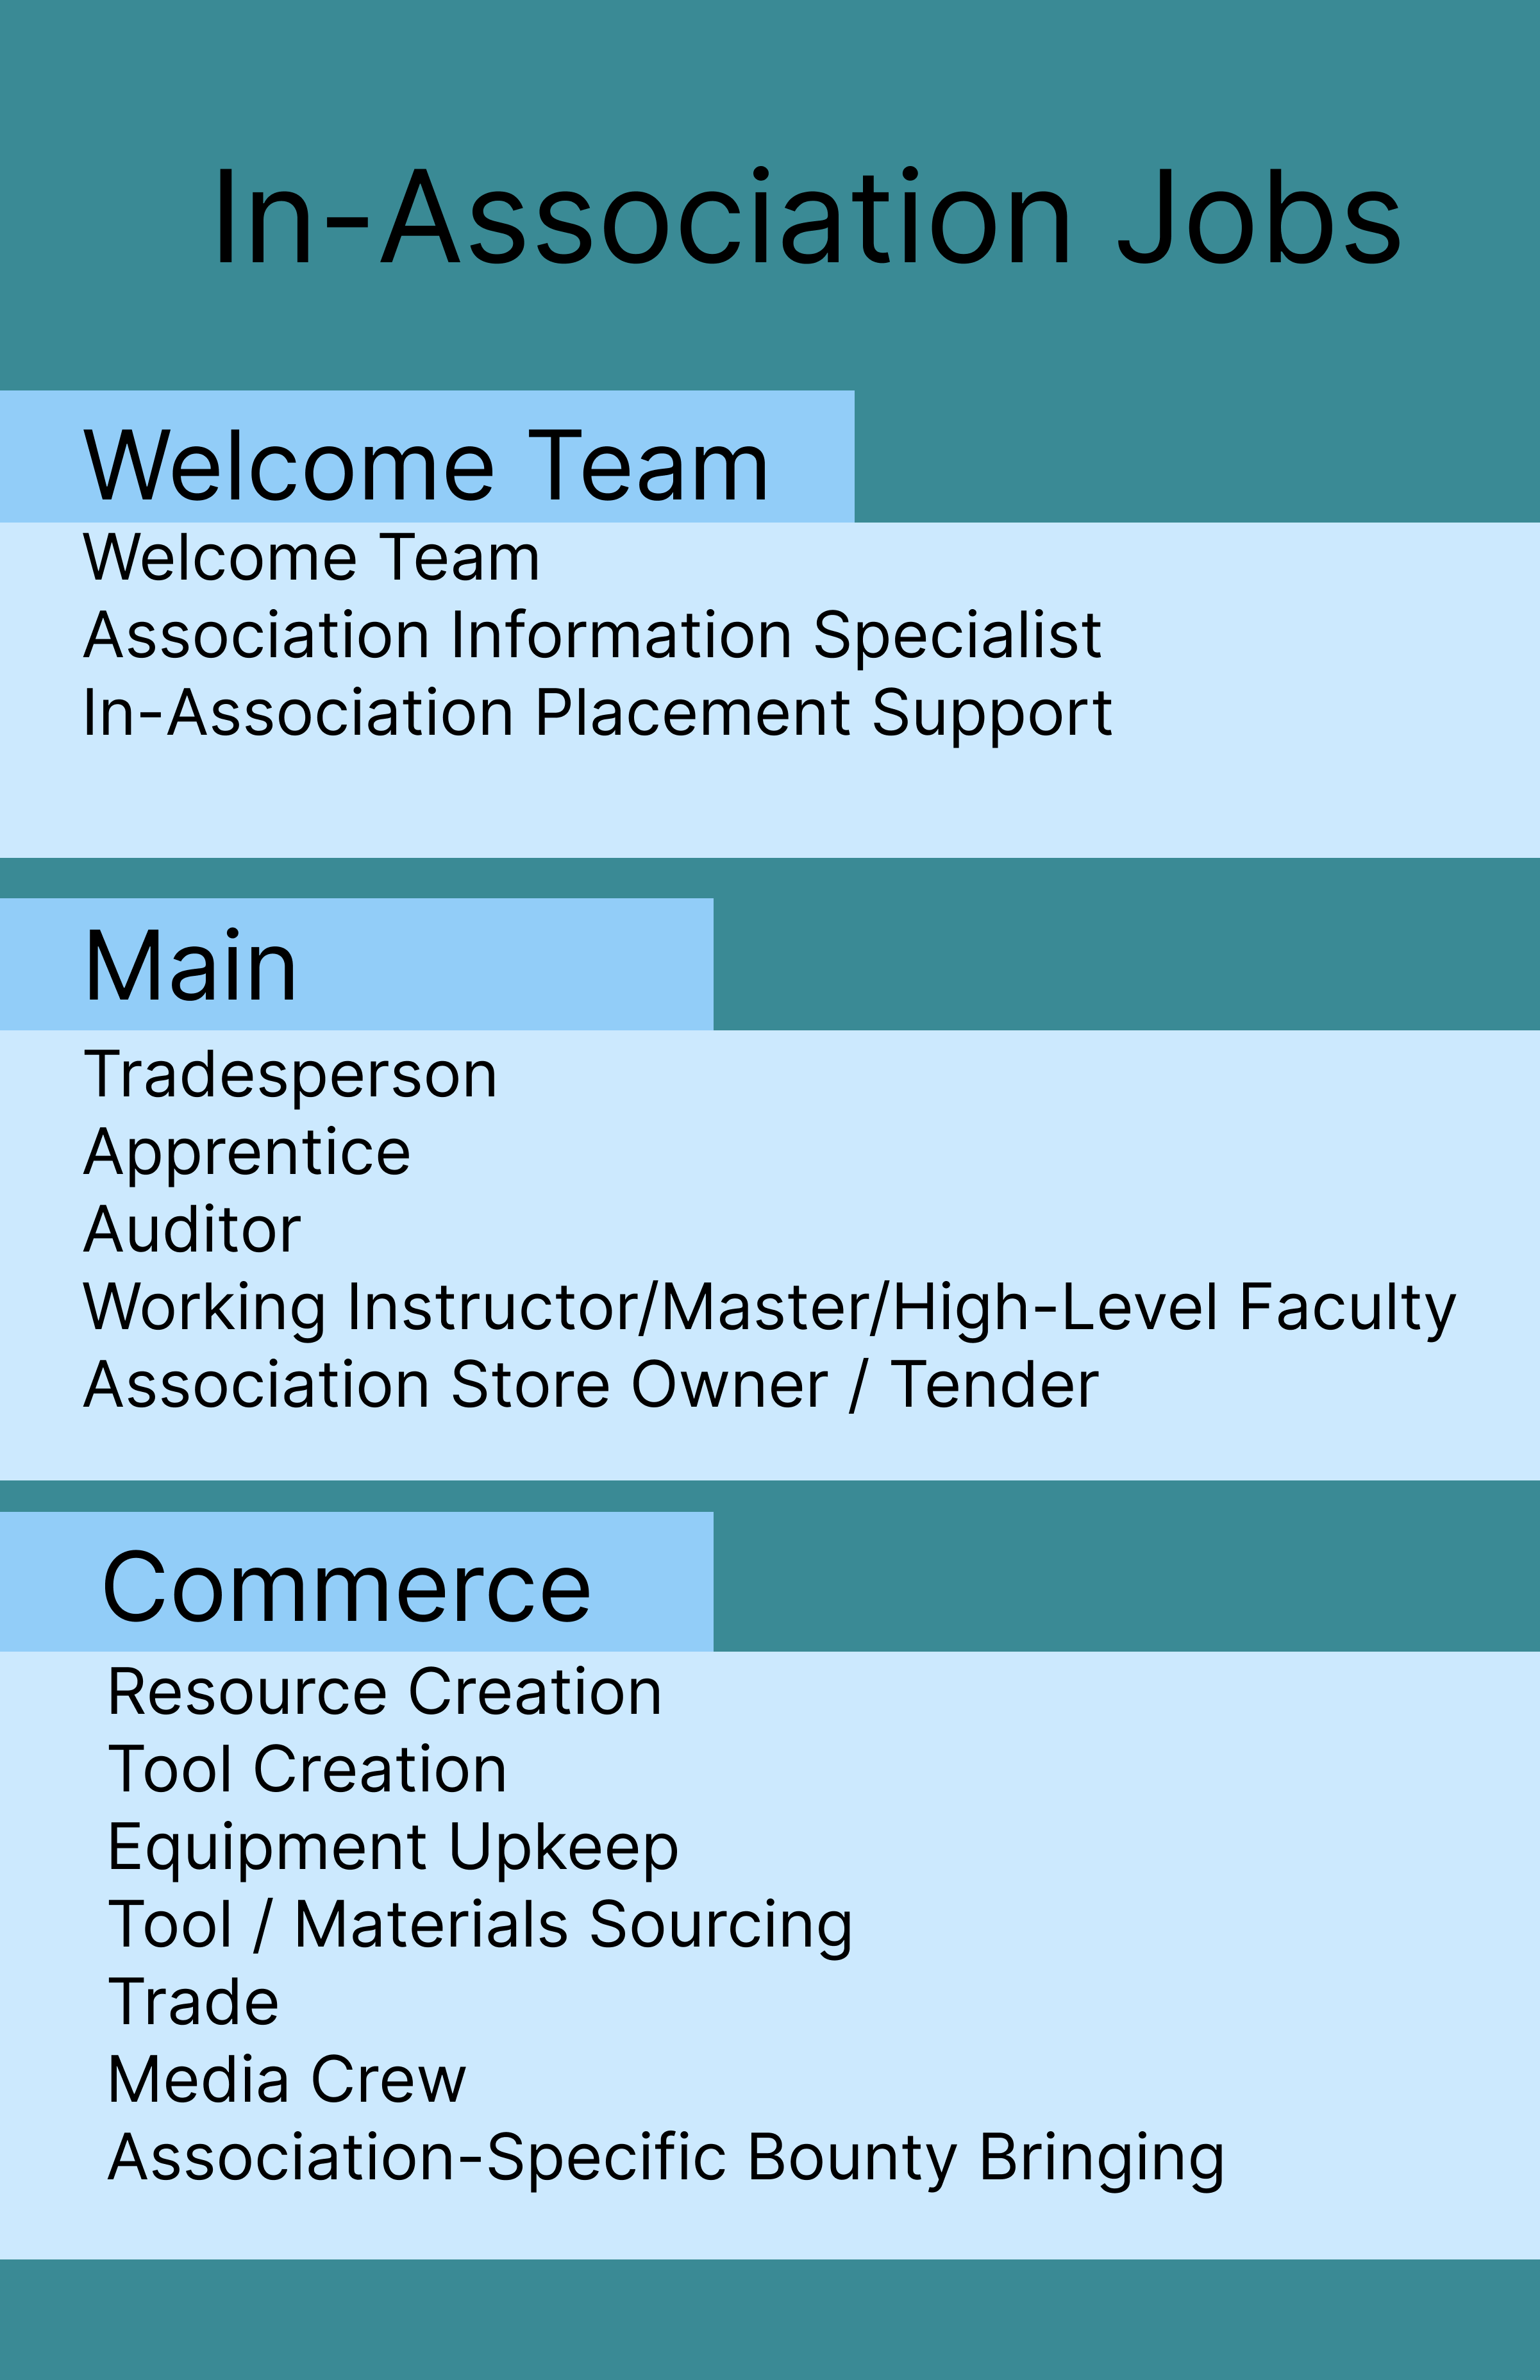 In-Association Jobs
Welcome Team
Welcome Team
Association Information Specialist
In-Association Placement Support
Main
Tradesperson
Apprentice
Auditor
Working Instructor/Master/High-Level Faculty
Association Store Owner / Tender
Commerce
Resource Creation
Tool Creation
Equipment Upkeep
Tool / Materials Sourcing
Trade
Media Crew
Association-Specific Bounty Bringing